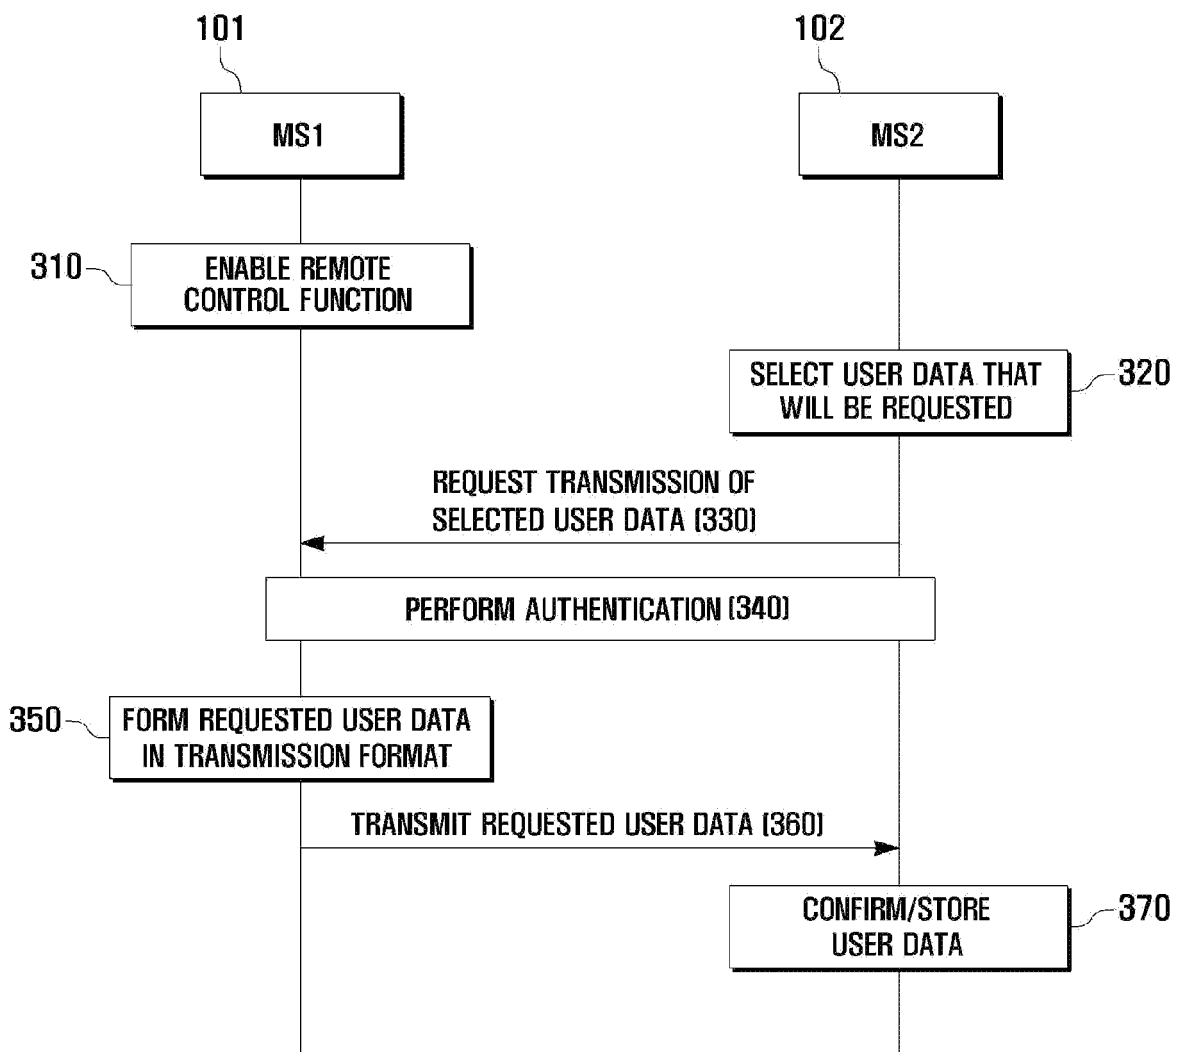 101
102
MS1
MS2
310
ENABLE REMOTE
CONTROL FUNCTION
SELECT USER DATA THAT
WILL BE REQUESTED
320
REQUEST TRANSMISSION OF
SELECTED USER DATA (330)
PERFORM AUTHENTICATION (340)
350
FORM REQUESTED USER DATA
IN TRANSMISSION FORMAT
TRANSMIT REQUESTED USER DATA (360)
CONFIRM/STORE
USER DATA
370